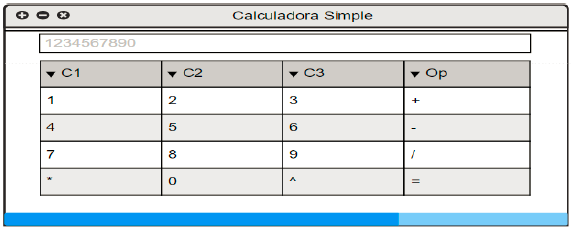 Calculadora Simple
1234567890
C1 C2 C3 Op
1 2 3 +
4 5 6 -
7 8 9 /
* 0 ^ =